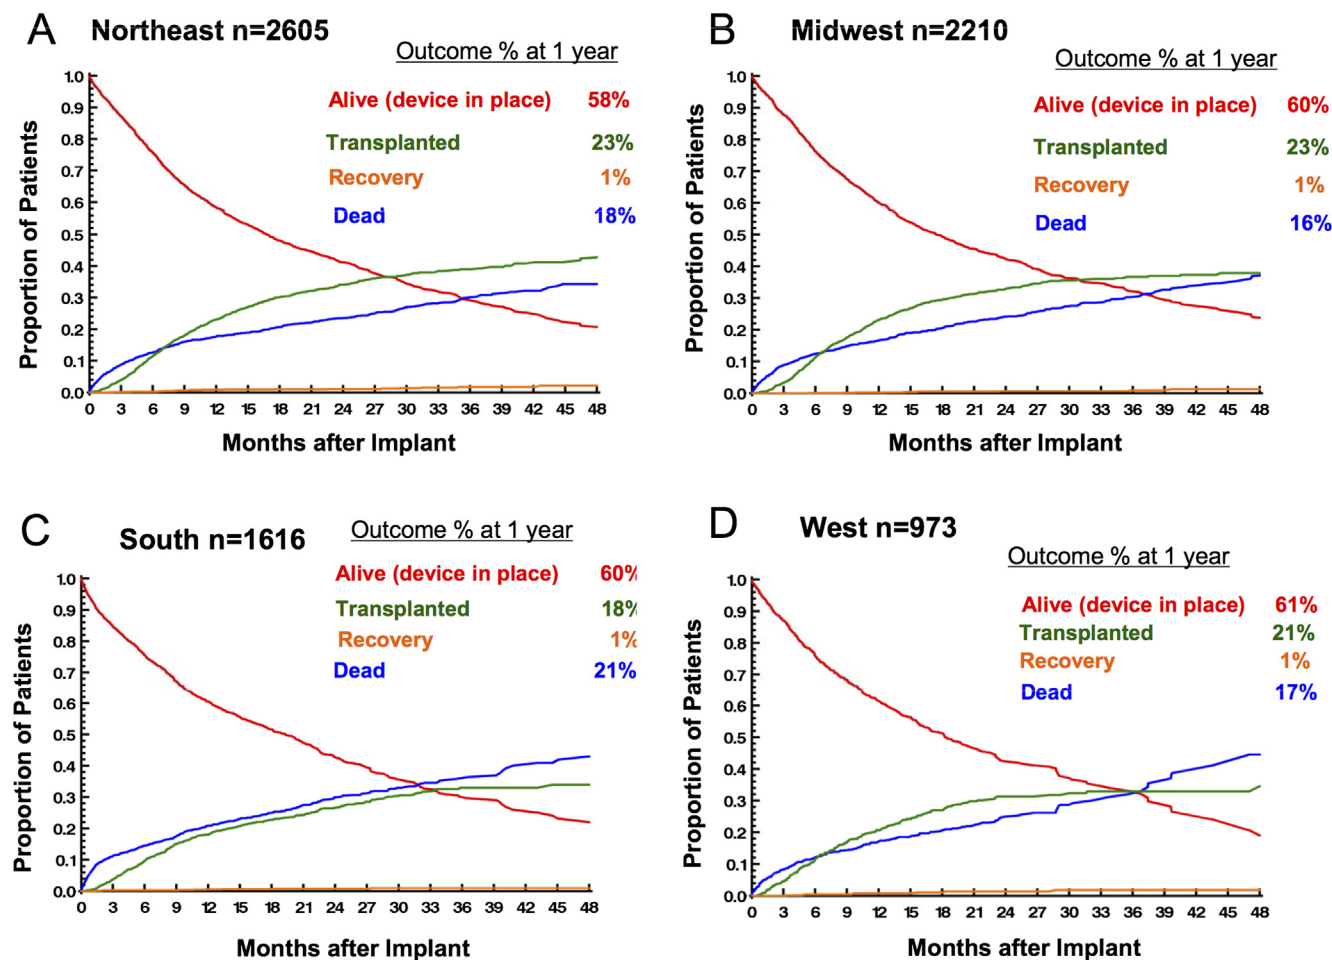 A Northeast n=2605
Outcome % at 1 year
Alive (device in place) 58%
Transplanted 23%
Recovery 1%
Dead 18%
Proportion of Patients
1.0
0.9
0.8
0.7
0.6
0.5
0.4
0.3
0.2
0.1
0.0
0 3 6 9 12 15 18 21 24 27 30 33 36 39 42 45 48
Months after Implant
B Midwest n=2210
Outcome % at 1 year
Alive (device in place) 60%
Transplanted 23%
Recovery 1%
Dead 16%
Proportion of Patients
1.0
0.9
0.8
0.7
0.6
0.5
0.4
0.3
0.2
0.1
0.0
0 3 6 9 12 15 18 21 24 27 30 33 36 39 42 45 48
Months after Implant
C South n=1616
Outcome % at 1 year
Alive (device in place) 60%
Transplanted 18%
Recovery 1%
Dead 21%
Proportion of Patients
1.0
0.9
0.8
0.7
0.6
0.5
0.4
0.3
0.2
0.1
0.0
0 3 6 9 12 15 18 21 24 27 30 33 36 39 42 45 48
Months after Implant
D West n=973
Outcome % at 1 year
Alive (device in place) 61%
Transplanted 21%
Recovery 1%
Dead 17%
Proportion of Patients
1.0
0.9
0.8
0.7
0.6
0.5
0.4
0.3
0.2
0.1
0.0
0 3 6 9 12 15 18 21 24 27 30 33 36 39 42 45 48
Months after Implant